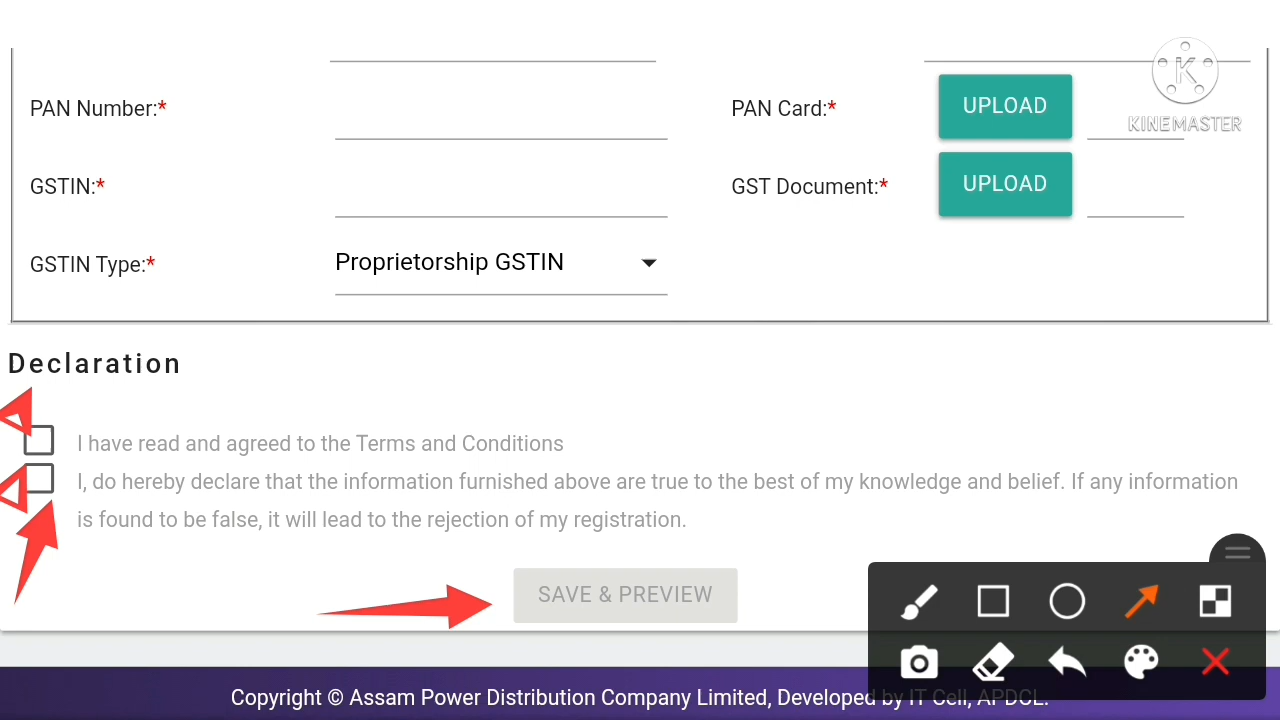 PAN Number:*
PAN Card:*
UPLOAD
KINEMASTER
GSTIN:*
GST Document:*
UPLOAD
GSTIN Type:*
Proprietorship GSTIN
Declaration
I have read and agreed to the Terms and Conditions
I, do hereby declare that the information furnished above are true to the best of my knowledge and belief. If any information
is found to be false, it will lead to the rejection of my registration.
SAVE & PREVIEW
Copyright © Assam Power Distribution Company Limited, Developed by IT Cell, APDCL.